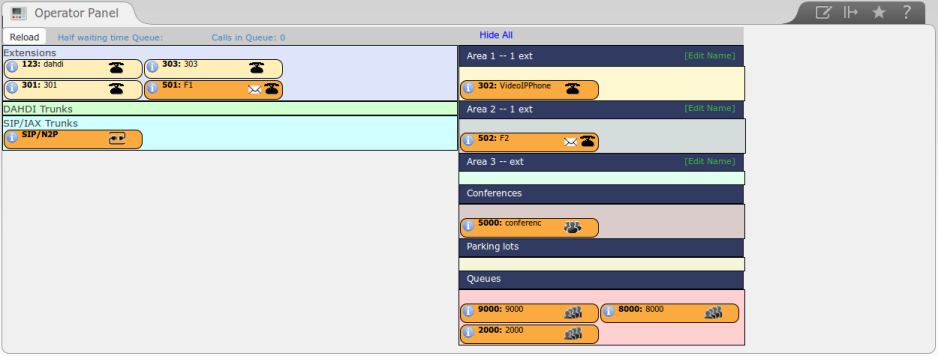 Operator Panel
?
Reload
Half waiting time Queue:
Calls in Queue: 0
Hide All
Extensions
123: dahdi
303: 303
301: 301
501: F1
DAHDI Trunks
SIP/IAX Trunks
SIP/N2P
Area 1 -- 1 ext
[Edit Name]
302: VideoIPPhone
Area 2 -- 1 ext
[Edit Name]
502: F2
Area 3 -- ext
[Edit Name]
Conferences
5000: conferenc
Parking lots
Queues
9000: 9000
8000: 8000
2000: 2000